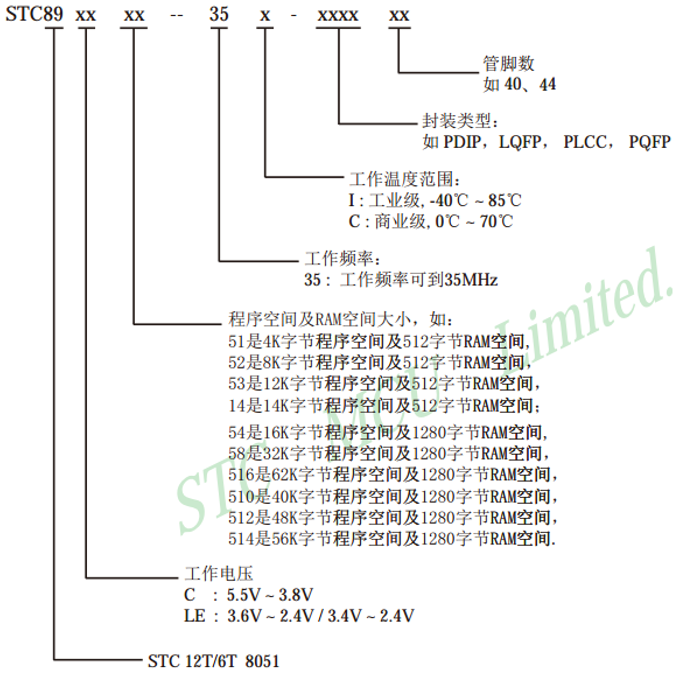 STC89 xx xx -- 35 x - xxxx xx
管脚数
如 40、44
封装类型：
如 PDIP，LQFP， PLCC， PQFP
工作温度范围：
I : 工业级, -40℃ ~ 85℃
C : 商业级, 0℃ ~ 70℃
工作频率：
35 : 工作频率可到35MHz
程序空间及RAM空间大小，如：
51是4K字节程序空间及512字节RAM空间,
52是8K字节程序空间及512字节RAM空间，
53是12K字节程序空间及512字节RAM空间，
14是14K字节程序空间及512字节RAM空间；
54是16K字节程序空间及1280字节RAM空间,
58是32K字节程序空间及1280字节RAM空间，
516是62K字节程序空间及1280字节RAM空间，
510是40K字节程序空间及1280字节RAM空间，
512是48K字节程序空间及1280字节RAM空间，
514是56K字节程序空间及1280字节RAM空间.
工作电压
C : 5.5V ~ 3.8V
LE : 3.6V ~ 2.4V / 3.4V ~ 2.4V
STC 12T/6T 8051
STC MCU Limited.